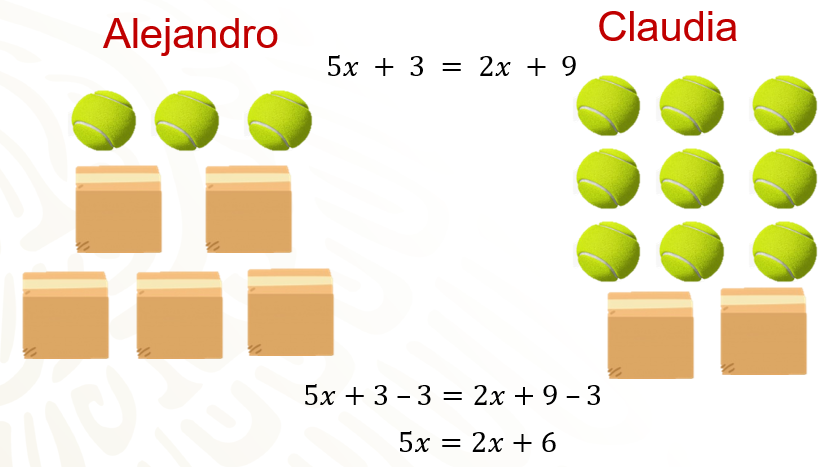 Alejandro
Claudia
5x + 3 = 2x + 9
5x + 3 – 3 = 2x + 9 – 3
5x = 2x + 6